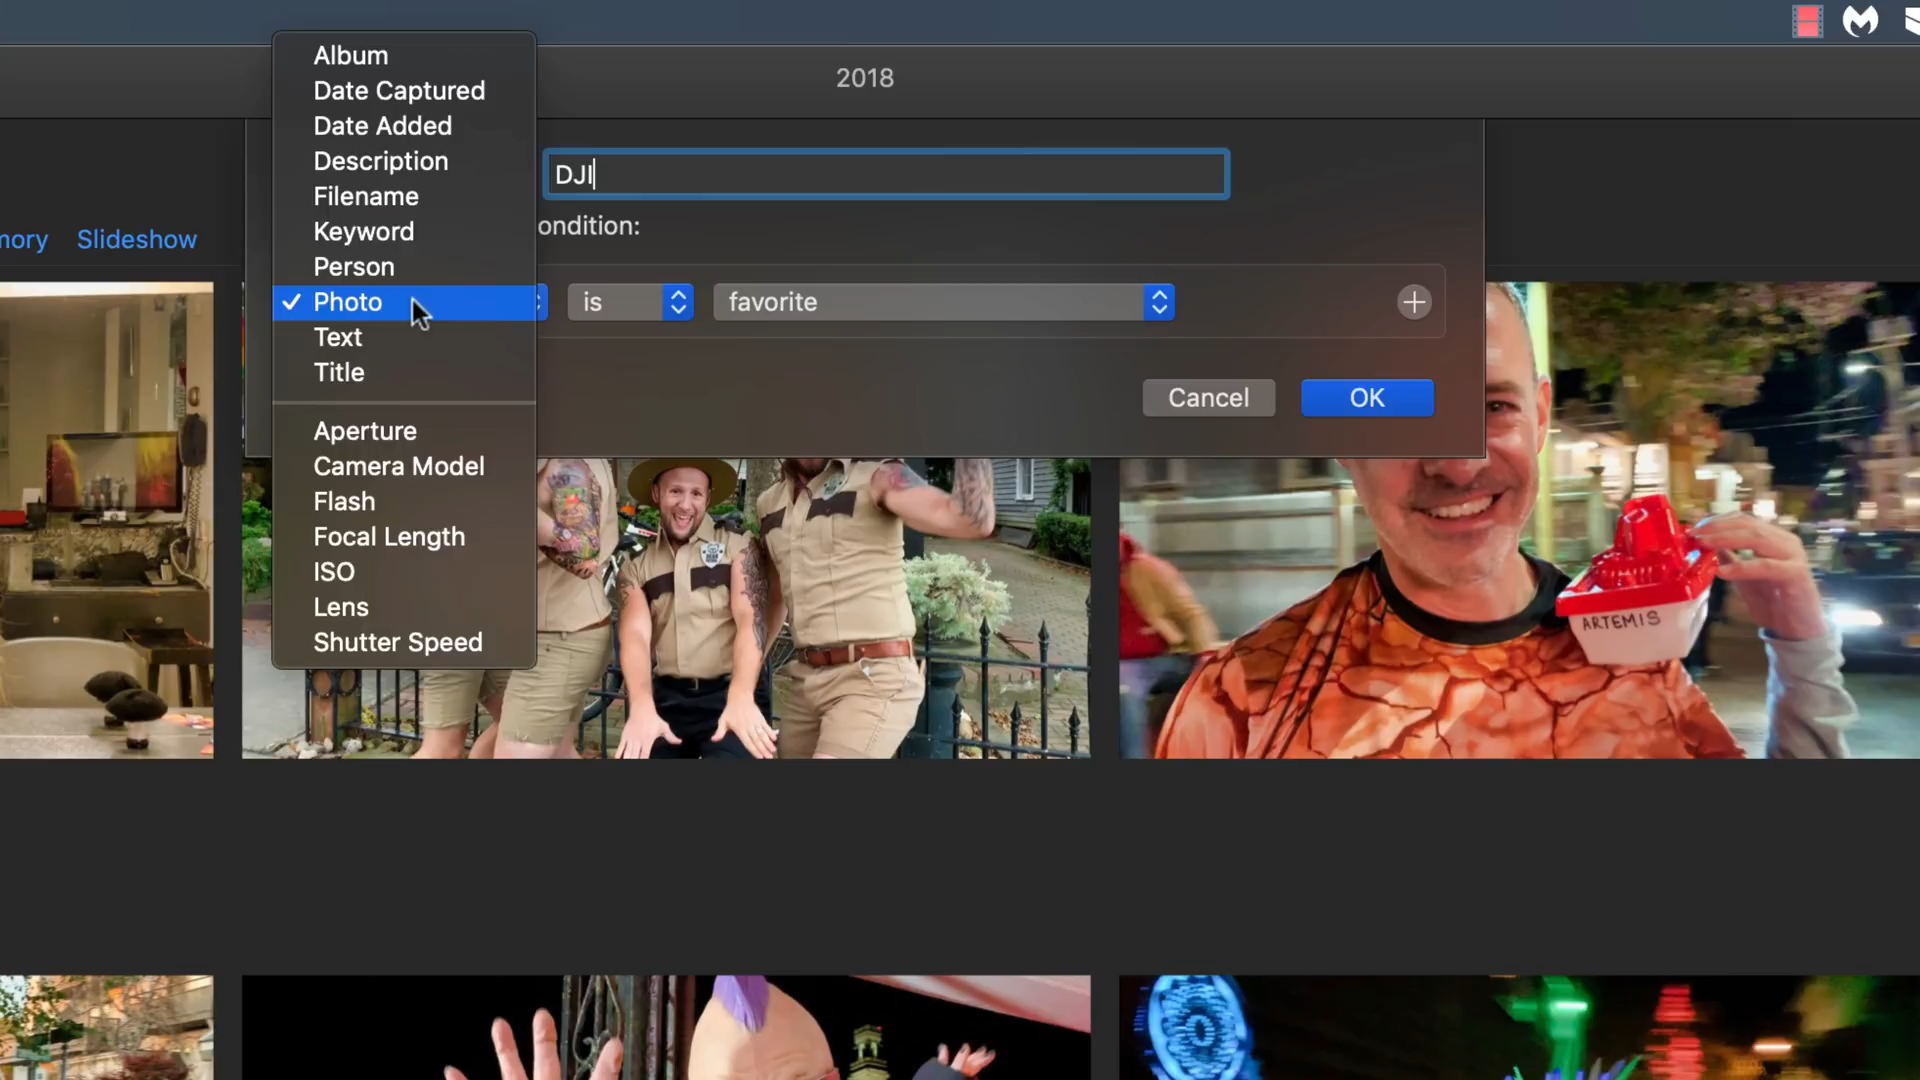 2018
Album
Date Captured
Date Added
Description
Filename
Keyword
Person
✓ Photo
Text
Title
Aperture
Camera Model
Flash
Focal Length
ISO
Lens
Shutter Speed
DJI
ondition:
is
favorite
Cancel
OK
mory Slideshow
ARTEMIS